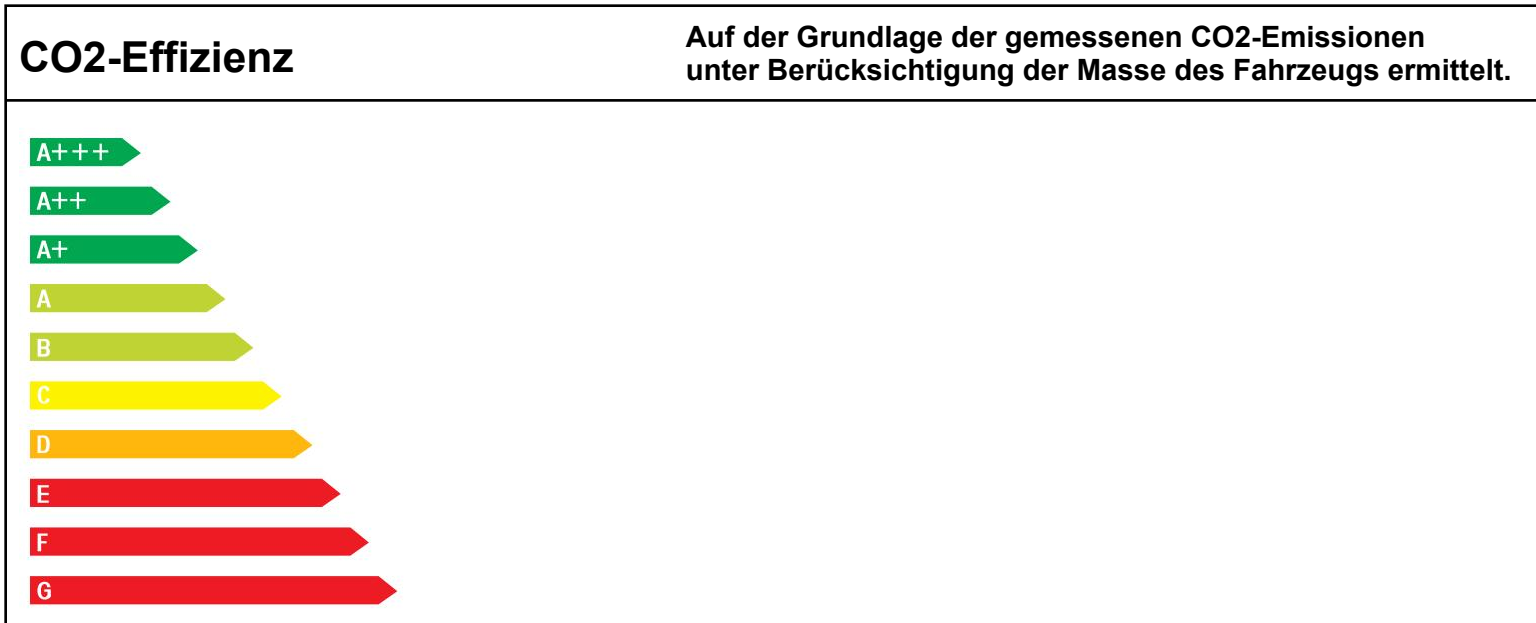 CO2-Effizienz
Auf der Grundlage der gemessenen CO2-Emissionen
unter Berücksichtigung der Masse des Fahrzeugs ermittelt.
A+++
A++
A+
A
B
C
D
E
F
G